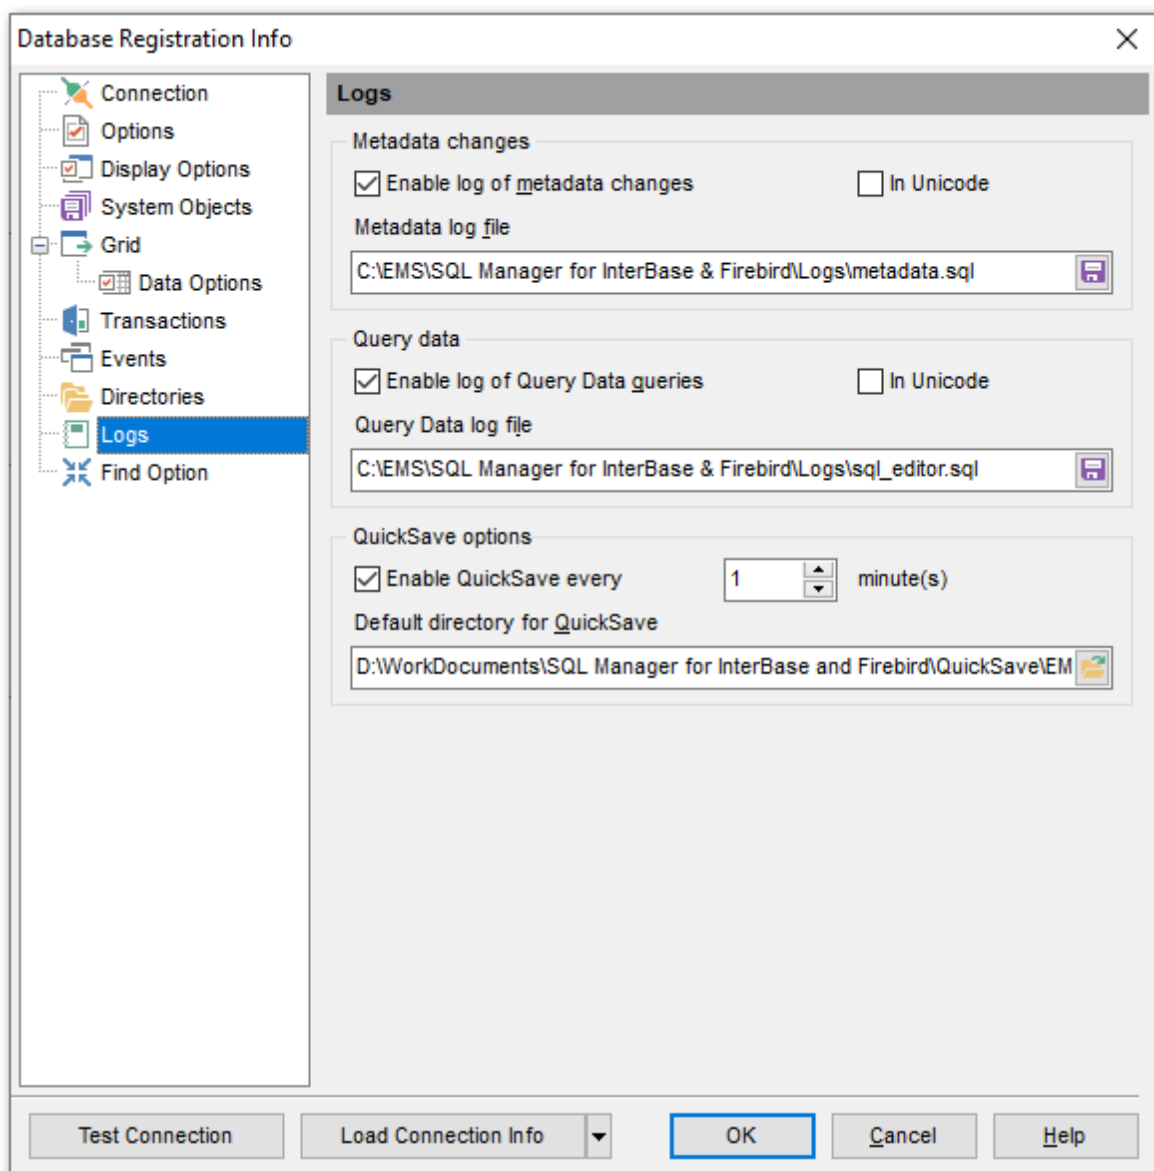 Database Registration Info
Connection
Options
Display Options
System Objects
Grid
Data Options
Transactions
Events
Directories
Logs
Find Option
Logs
Metadata changes
Enable log of metadata changes In Unicode
Metadata log file
C:\EMS\SQL Manager for InterBase & Firebird\Logs\metadata.sql
Query data
Enable log of Query Data queries In Unicode
Query Data log file
C:\EMS\SQL Manager for InterBase & Firebird\Logs\sql_editor.sql
QuickSave options
Enable QuickSave every 1 minute(s)
Default directory for QuickSave
D:\WorkDocuments\SQL Manager for InterBase and Firebird\QuickSave\EM
Test Connection Load Connection Info OK Cancel Help